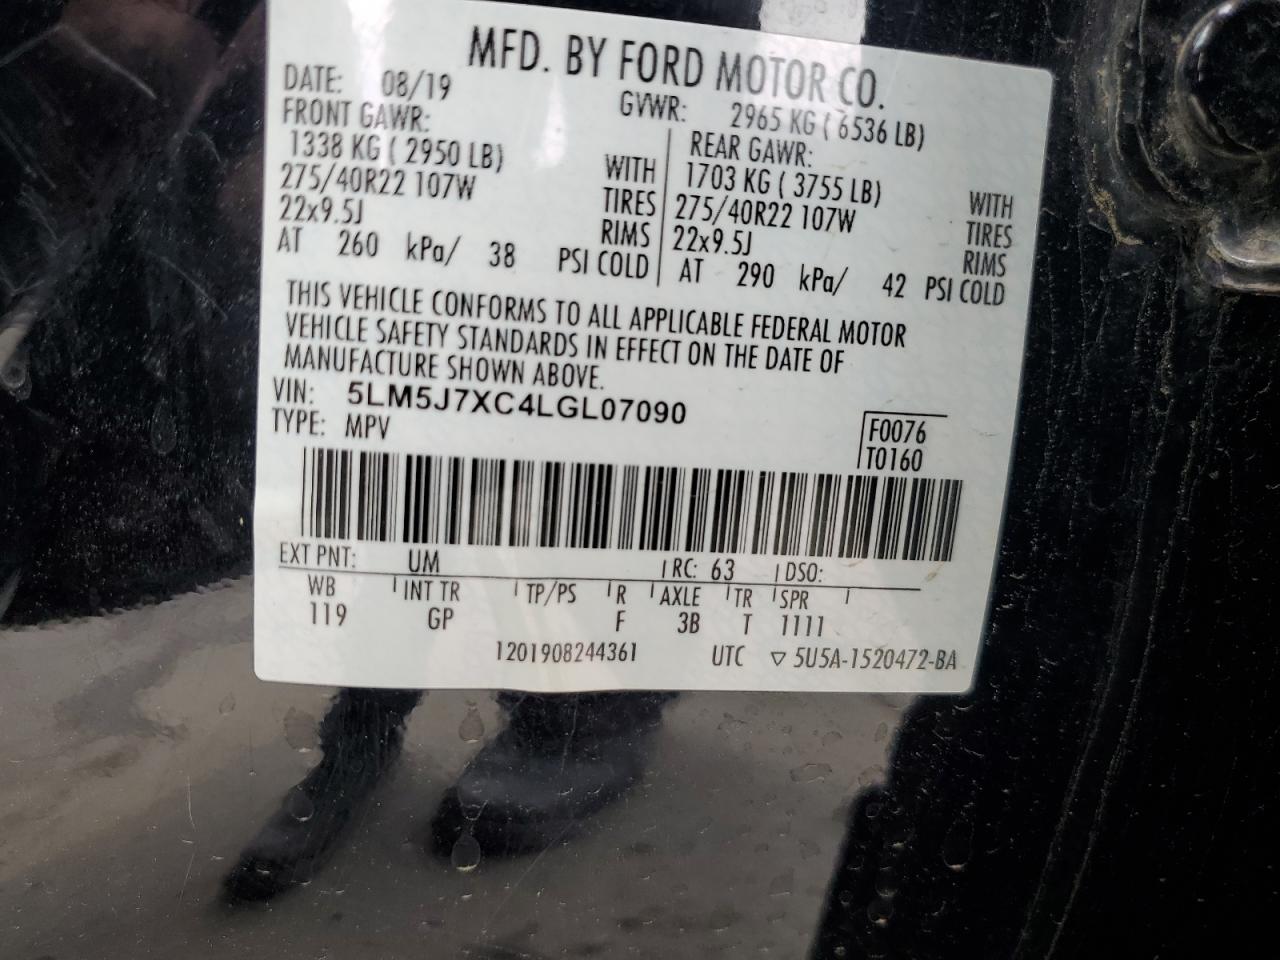 MFD. BY FORD MOTOR CO.
DATE: 08/19 GVWR: 2965 KG ( 6536 LB)
FRONT GAWR: REAR GAWR:
1338 KG ( 2950 LB) WITH 1703 KG ( 3755 LB) WITH
275/40R22 107W TIRES 275/40R22 107W TIRES
22x9.5J RIMS 22x9.5J RIMS
AT 260 kPa/ 38 PSI COLD AT 290 kPa/ 42 PSI COLD
THIS VEHICLE CONFORMS TO ALL APPLICABLE FEDERAL MOTOR
VEHICLE SAFETY STANDARDS IN EFFECT ON THE DATE OF
MANUFACTURE SHOWN ABOVE.
VIN: 5LM5J7XC4LGL07090
TYPE: MPV
F0076
T0160
EXT PNT: UM RC: 63 DSO:
WB INT TR TP/PS R AXLE TR SPR
119 GP F 3B T 1111
1201908244361 UTC ▽ 5U5A-1520472-BA